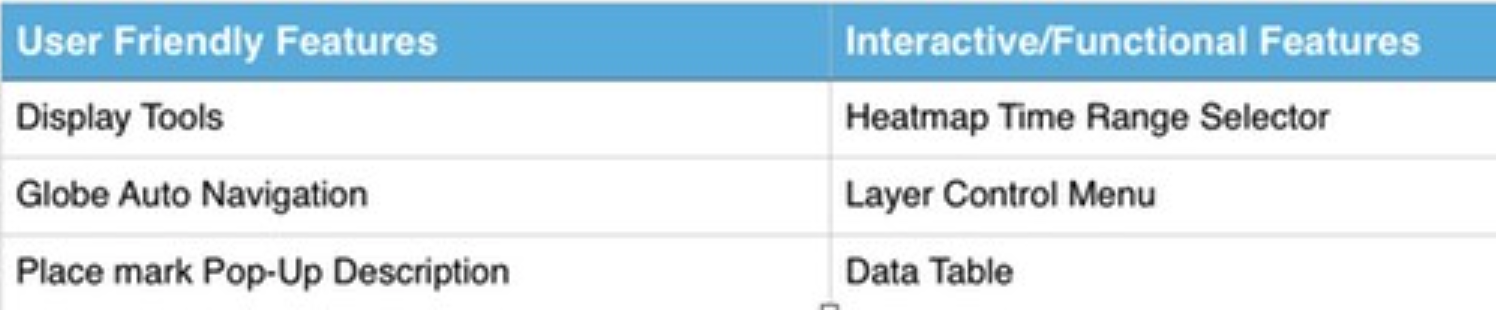 User Friendly Features Interactive/Functional Features
Display Tools Heatmap Time Range Selector
Globe Auto Navigation Layer Control Menu
Place mark Pop-Up Description Data Table